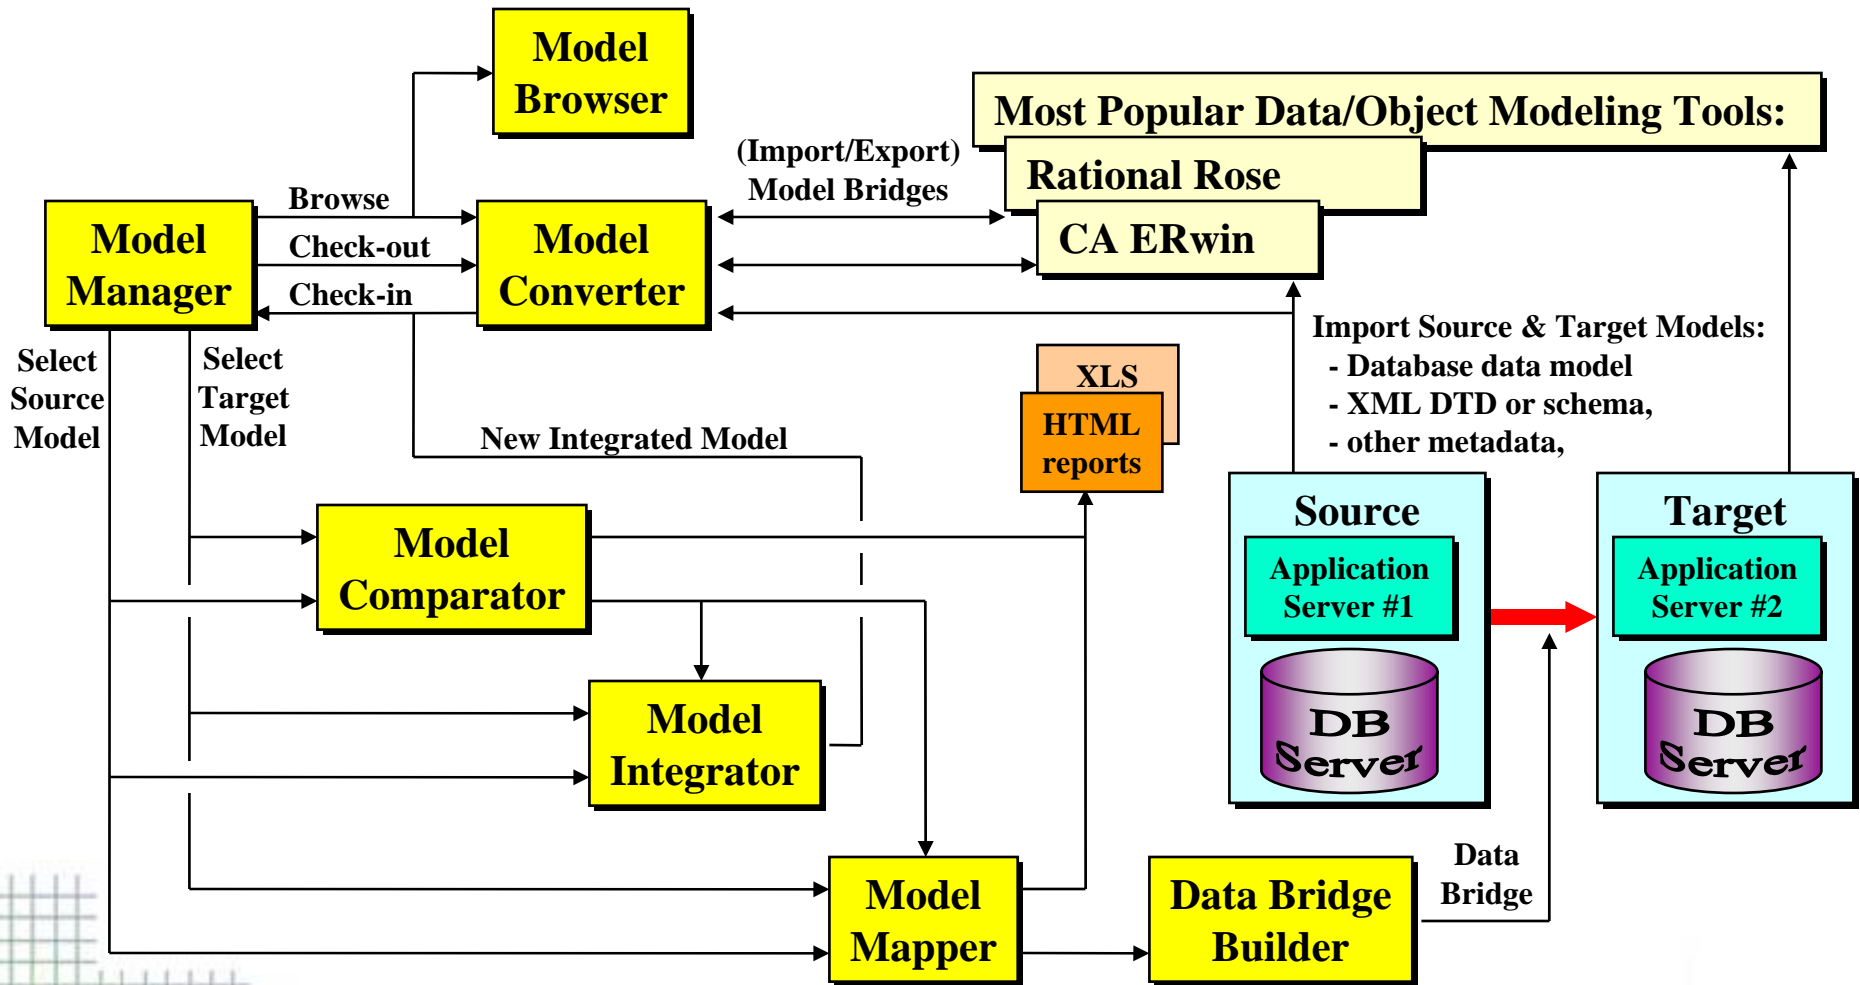 Model
Browser
Most Popular Data/Object Modeling Tools:
(Import/Export)
Model Bridges
Rational Rose
CA ERwin
Model
Manager
Browse
Check-out
Check-in
Model
Converter
Import Source & Target Models:
- Database data model
- XML DTD or schema,
- other metadada,
Select
Source
Model
Select
Target
Model
XLS
HTML
reports
New Integrated Model
Source
Application
Server #1
DB
Server
Target
Application
Server #2
DB
Server
Model
Comparator
Model
Integrator
Model
Mapper
Data Bridge
Builder
Data
Bridge